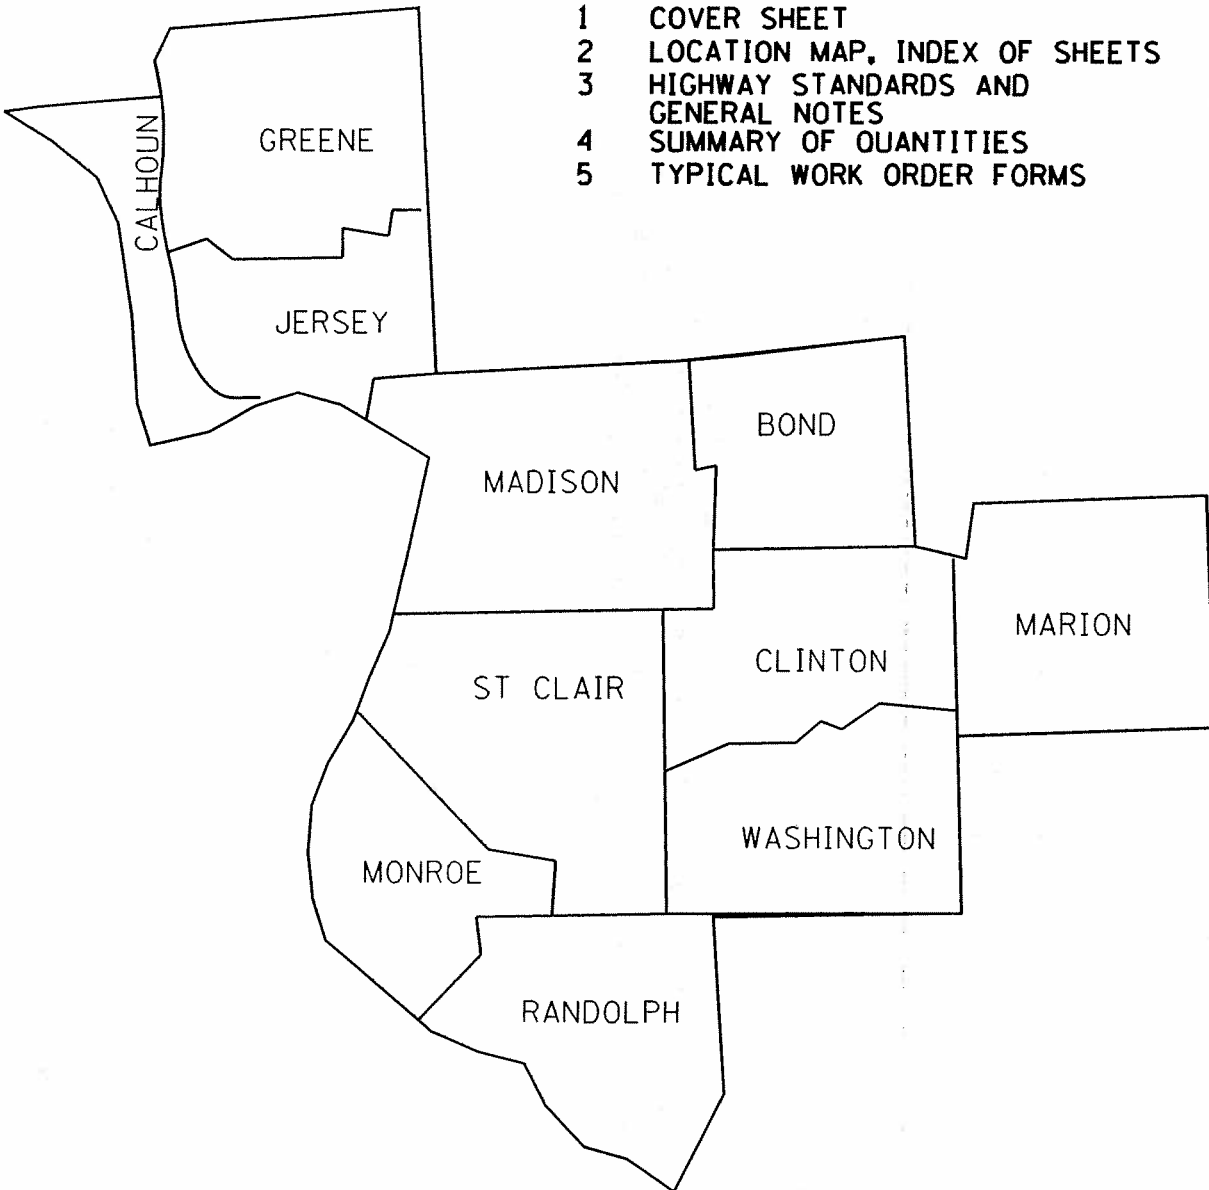 1 COVER SHEET
2 LOCATION MAP, INDEX OF SHEETS
3 HIGHWAY STANDARDS AND
GENERAL NOTES
4 SUMMARY OF QUANTITIES
5 TYPICAL WORK ORDER FORMS
CALHOUN
GREENE
JERSEY
BOND
MADISON
MARION
CLINTON
ST CLAIR
WASHINGTON
MONROE
RANDOLPH